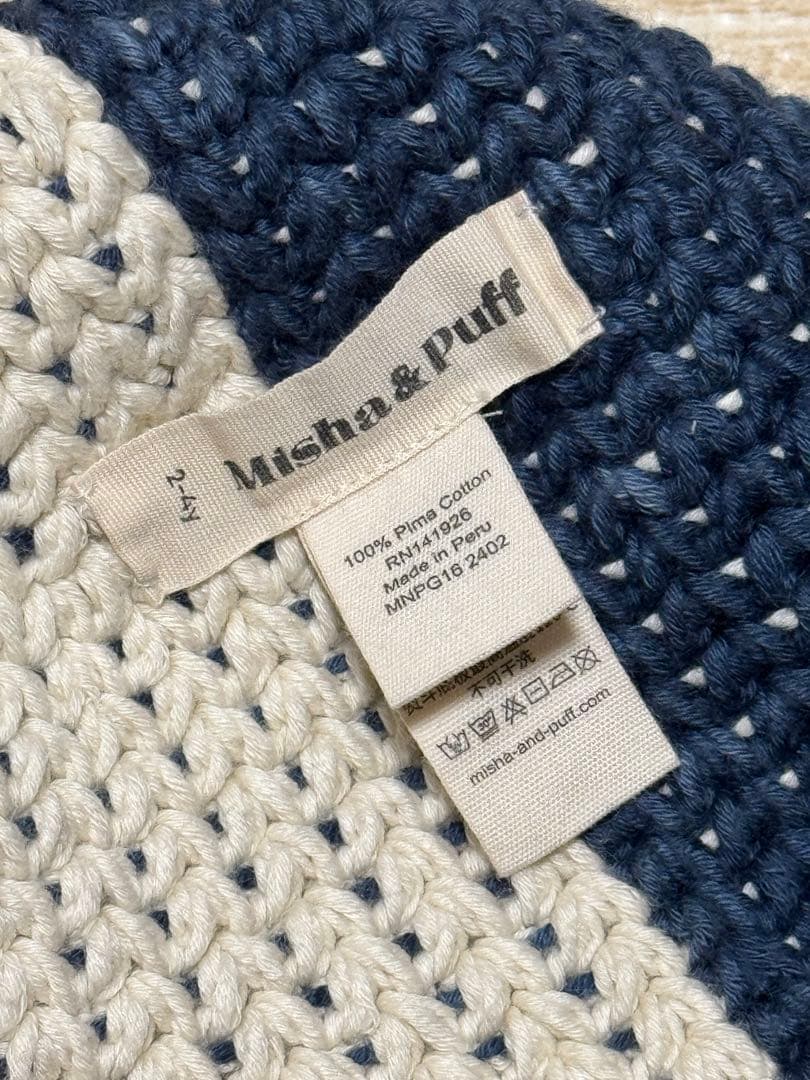 Misha & Puff
2-4Y
100% Pima Cotton
RN141926
Made in Peru
MNPG16 2402
不可干洗
misha-and-puff.com